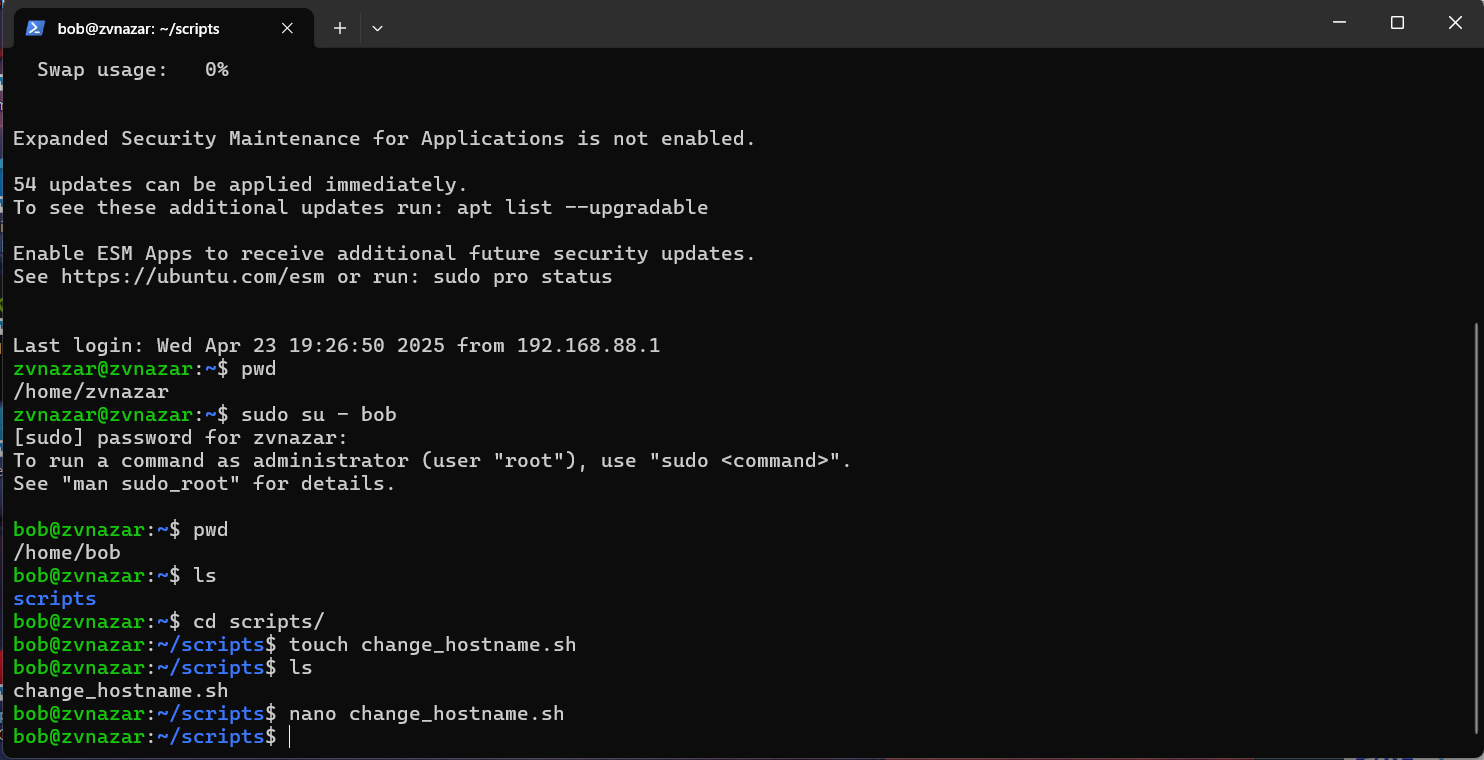 bob@zvnazar: ~/scripts
Swap usage:   0%
Expanded Security Maintenance for Applications is not enabled.
54 updates can be applied immediately.
To see these additional updates run: apt list --upgradable
Enable ESM Apps to receive additional future security updates.
See https://ubuntu.com/esm or run: sudo pro status
Last login: Wed Apr 23 19:26:50 2025 from 192.168.88.1
zvnazar@zvnazar:~$ pwd
/home/zvnazar
zvnazar@zvnazar:~$ sudo su - bob
[sudo] password for zvnazar:
To run a command as administrator (user "root"), use "sudo <command>".
See "man sudo_root" for details.
bob@zvnazar:~$ pwd
/home/bob
bob@zvnazar:~$ ls
scripts
bob@zvnazar:~$ cd scripts/
bob@zvnazar:~/scripts$ touch change_hostname.sh
bob@zvnazar:~/scripts$ ls
change_hostname.sh
bob@zvnazar:~/scripts$ nano change_hostname.sh
bob@zvnazar:~/scripts$